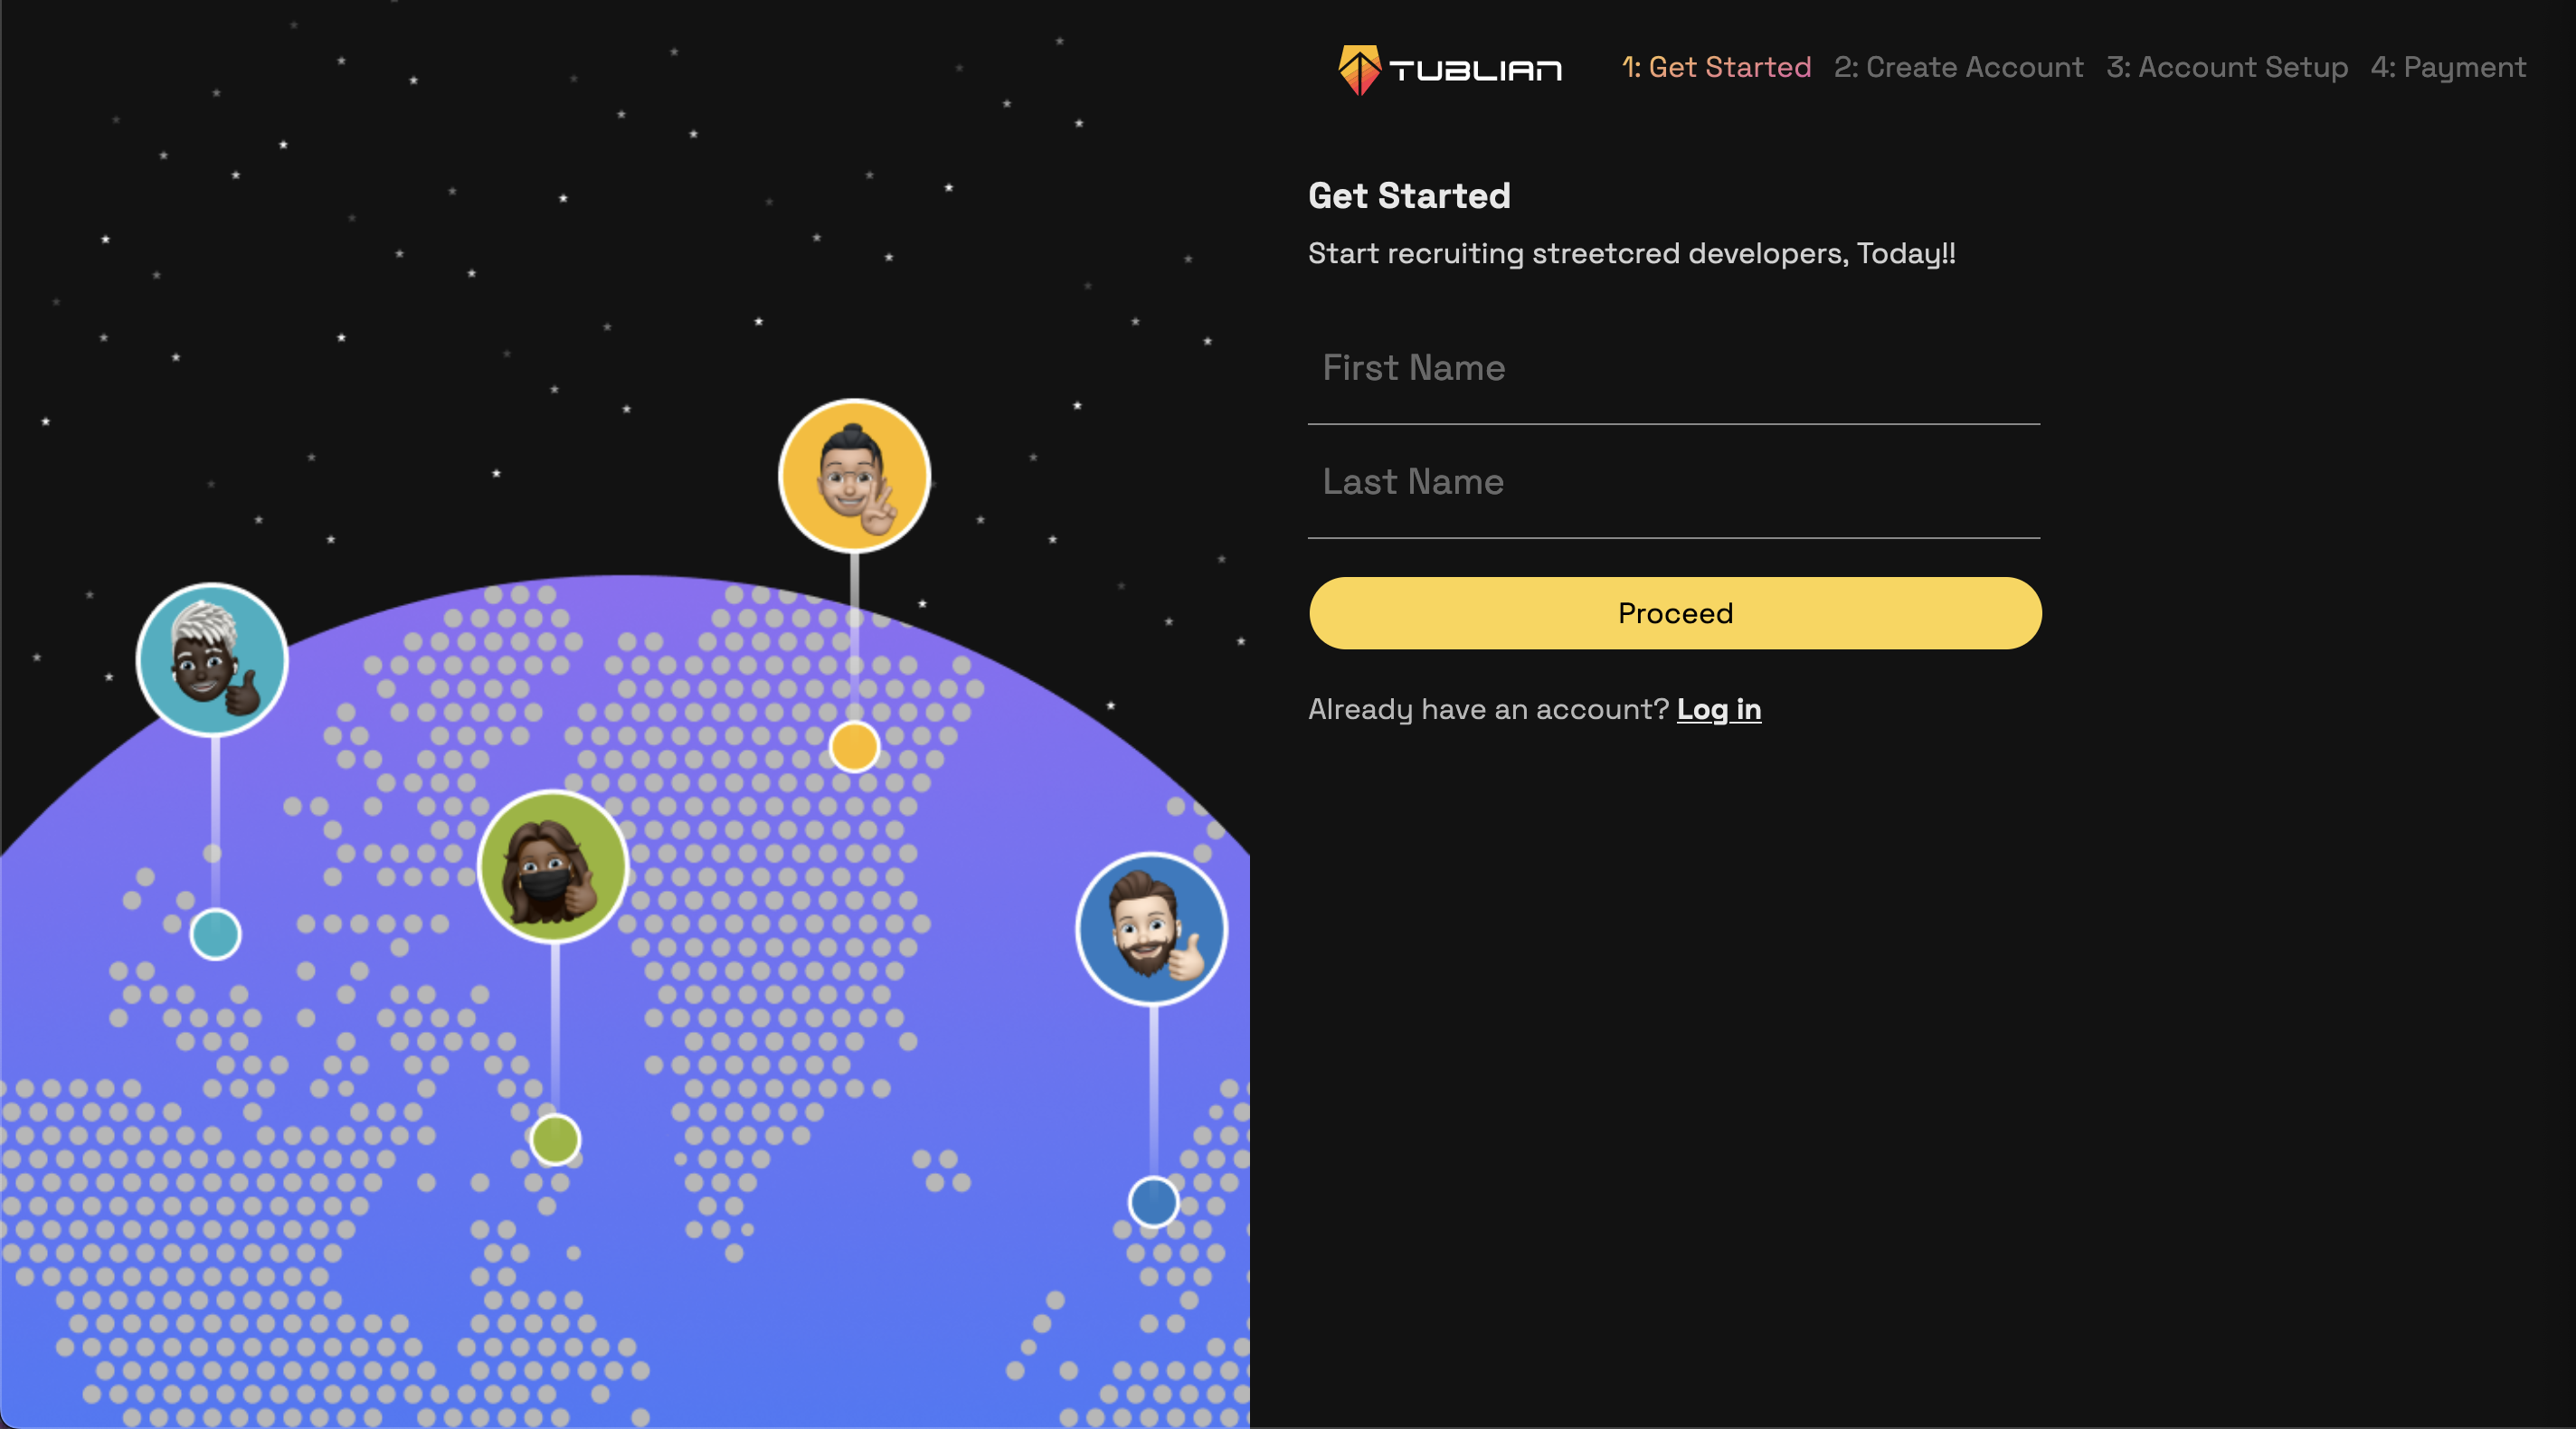 TUBLIAN
1: Get Started 2: Create Account 3: Account Setup 4: Payment
Get Started
Start recruiting streetcred developers, Today!!
First Name
Last Name
Proceed
Already have an account? Log in